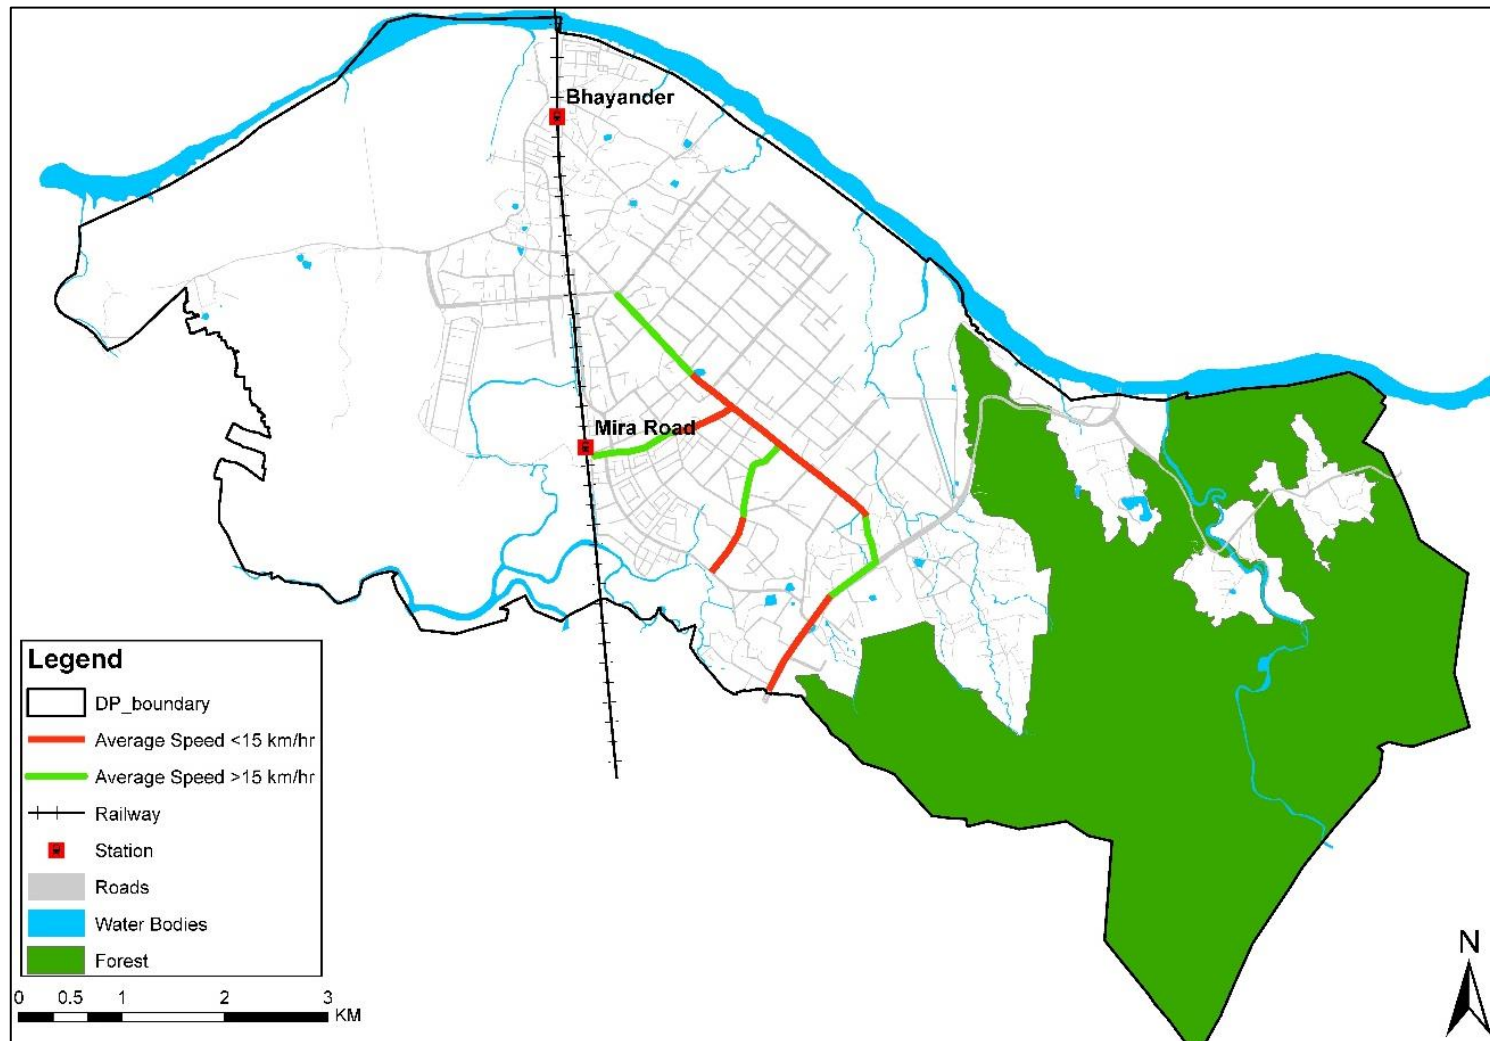 Bhayander
Mira Road
Legend
DP_boundary
Average Speed <15 km/hr
Average Speed >15 km/hr
Railway
Station
Roads
Water Bodies
Forest
0 0.5 1 2 3
KM
N